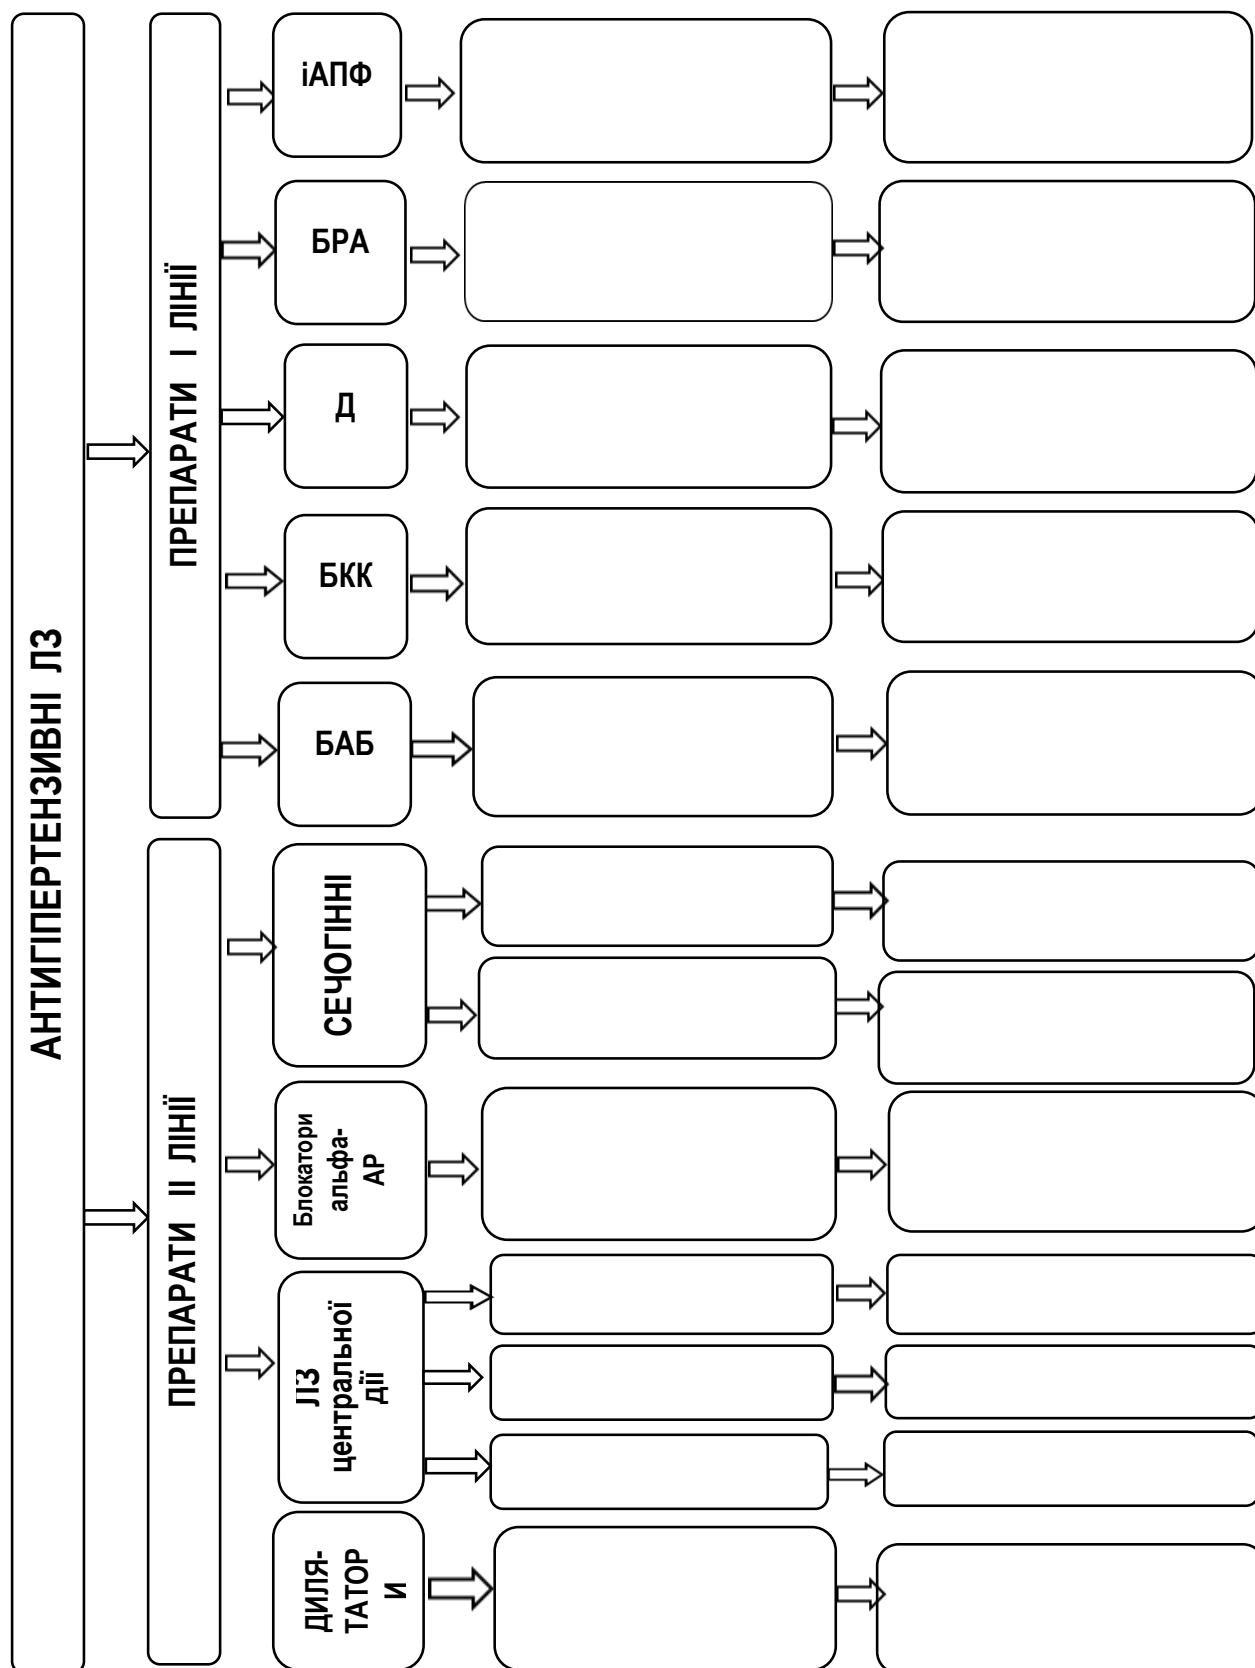 АНТИГІПЕРТЕНЗИВНІ ЛЗ
ПРЕПАРАТИ І ЛІНІЇ
іАПФ
БРА
Д
БКК
БАБ
ПРЕПАРАТИ ІІ ЛІНІЇ
СЕЧОГІННІ
Блокатори
альфа-
АР
ЛЗ
центральної
дії
ДИЛЯ-
ТАТОР
И